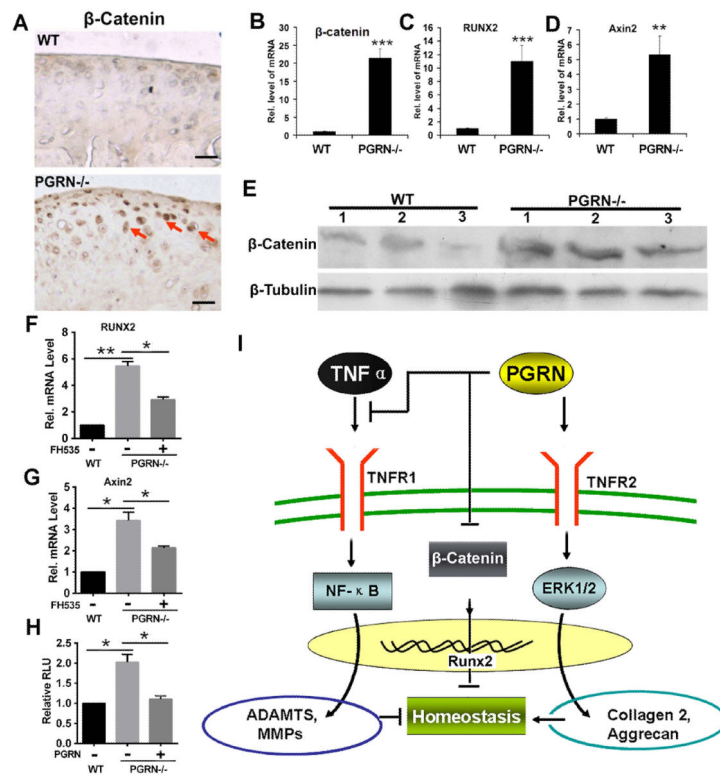 A
β-Catenin
WT
PGRN-/-
B
β-catenin
***
Rel. level of mRNA
30
25
20
15
10
5
0
WT PGRN-/-
C
RUNX2
***
Rel. level of mRNA
16
14
12
10
8
6
4
2
0
WT PGRN-/-
D
Axin2
**
Rel. level of mRNA
7
6
5
4
3
2
1
0
WT PGRN-/-
E
WT PGRN-/-
1 2 3 1 2 3
β-Catenin
β-Tubulin
F
RUNX2
** *
Rel. mRNA Level
8
6
4
2
0
FH535 - - +
WT PGRN-/-
G
Axin2
* *
Rel. mRNA Level
5
4
3
2
1
0
FH535 - - +
WT PGRN-/-
H
* *
Relative RLU
2.5
2.0
1.5
1.0
0.5
0.0
PGRN - - +
WT PGRN-/-
I
TNF α
PGRN
TNFR1
TNFR2
β-Catenin
NF-κB
ERK1/2
Runx2
ADAMTS,
MMPs
Homeostasis
Collagen 2,
Aggrecan